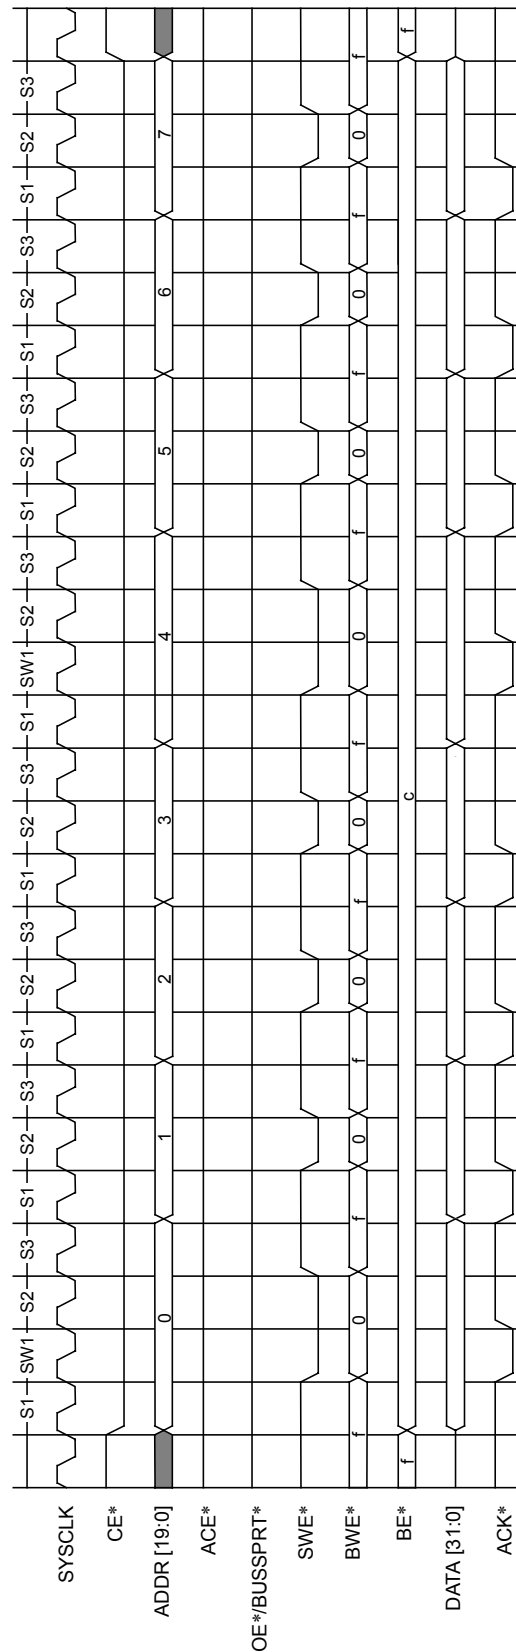 S1 SW1 S2 S3 S1 S2 S3 S1 S2 S3 S1 S2 S3 S1 SW1 S2 S3 S1 S2 S3 S1 S2 S3 S1 S2 S3
SYSCLK
CE*
ADDR [19:0] 0 1 2 3 4 5 6 7
ACE*
OE*/BUSSPRT*
SWE*
BWE* f 0 f 0 f 0 f 0 f 0 f 0 f 0 f 0 f
BE* f c f
DATA [31:0]
ACK*